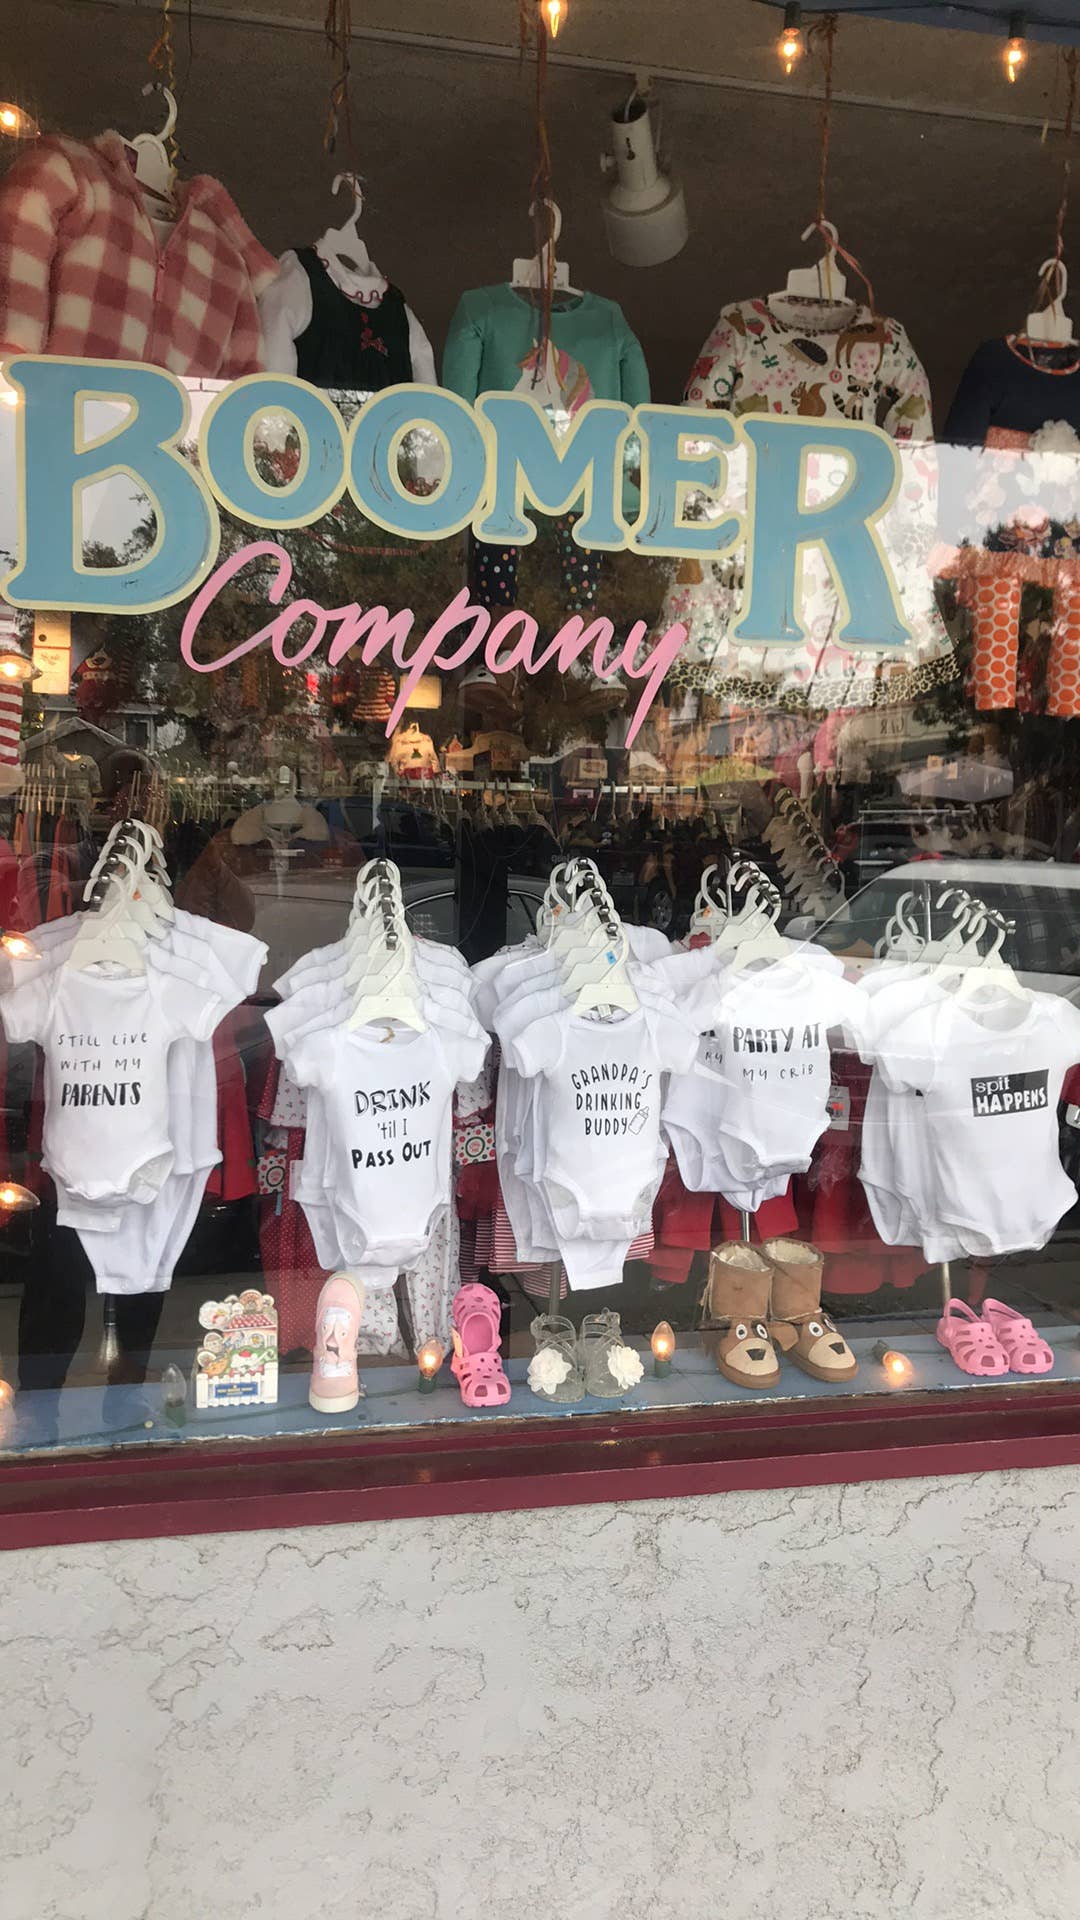 BOOMER
Company
STILL LIVE
WITH MY
PARENTS
DRINK
'til I
PASS OUT
GRANDPA'S
DRINKING
BUDDY
MY
PARTY AT
MY CRIB
spit
HAPPENS